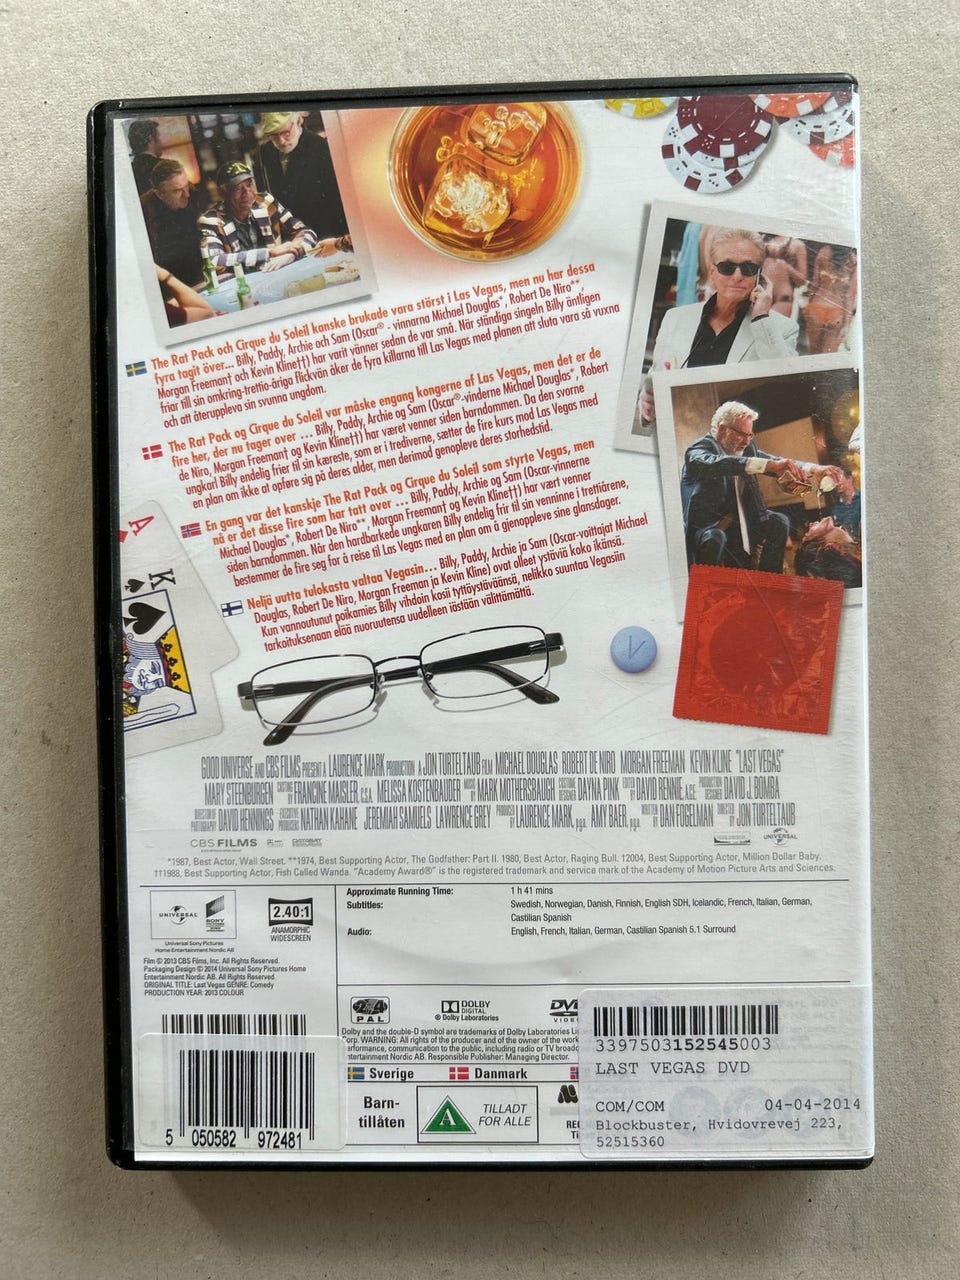 The Rat Pack och Cirque du Soleil kanske brukade vara störst i Las Vegas, men nu har dessa
fyra tagit över... Billy, Paddy, Archie och Sam (Oscar® - vinnarna Michael Douglas*, Robert De Niro**,
Morgan Freeman† och Kevin Kline††) har varit vänner sedan de var små. När ständiga singeln Billy äntligen
friar till sin omkring-trettio-åriga flickvän åker de fyra killarna till Las Vegas med planen att sluta vara så vuxna
och att återuppleva sin svunna ungdom.
The Rat Pack og Cirque du Soleil var måske engang kongerne af Las Vegas, men det er de
fire her, der nu tager over ... Billy, Paddy, Archie og Sam (Oscar®-vinderne Michael Douglas*, Robert
de Niro, Morgan Freeman† og Kevin Kline††) har været venner siden barndommen. Da den svorne
ungkarl Billy endelig frier til sin kæreste, som er i trediverne, sætter de fire kurs mod Las Vegas med
en plan om ikke at opføre sig på deres alder, men derimod genopleve deres storhedstid.
En gang var det kanskje The Rat Pack og Cirque du Soleil som styrte Vegas, men
nå er det disse fire som har tatt over ... Billy, Paddy, Archie og Sam (Oscar-vinnerne
Michael Douglas*, Robert De Niro**, Morgan Freeman† og Kevin Kline††) har vært venner
siden barndommen. Når den hardbarkede ungkaren Billy endelig frir til sin venninne i trettiårene,
bestemmer de fire seg for å reise til Las Vegas med en plan om å gjenoppleve sine glansdager.
Neljä uutta tulokasta valtaa Vegasin... Billy, Paddy, Archie ja Sam (Oscar-voittajat Michael
Douglas, Robert De Niro, Morgan Freeman ja Kevin Kline) ovat olleet ystäviä koko ikänsä.
Kun vannoutunut poikamies Billy vihdoin kosii tyttöystäväänsä, nelikko suuntaa Vegasiin
tarkoituksenaan elää nuoruutensa uudelleen iästään välittämättä.
A
K
V
GOOD UNIVERSE AND CBS FILMS PRESENT A LAURENCE MARK PRODUCTION A JON TURTELTAUB FILM MICHAEL DOUGLAS ROBERT DE NIRO MORGAN FREEMAN KEVIN KLINE "LAST VEGAS"
MARY STEENBURGEN CASTING BY FRANCINE MAISLER, C.S.A. MELISSA KOSTENBAUDER MUSIC BY MARK MOTHERSBAUGH COSTUME DESIGNER DAYNA PINK EDITED BY DAVID RENNIE, A.C.E. PRODUCTION DESIGNER DAVID J. BOMBA
DIRECTOR OF PHOTOGRAPHY DAVID HENNINGS EXECUTIVE PRODUCERS NATHAN KAHANE JEREMIAH SAMUELS LAWRENCE GREY PRODUCED BY LAURENCE MARK, p.g.a. AMY BAER, p.g.a. WRITTEN BY DAN FOGELMAN DIRECTED BY JON TURTELTAUB
CBS FILMS DATASAT UNIVERSAL
*1987, Best Actor, Wall Street. **1974, Best Supporting Actor, The Godfather: Part II. 1980, Best Actor, Raging Bull. †2004, Best Supporting Actor, Million Dollar Baby.
††1988, Best Supporting Actor, Fish Called Wanda. "Academy Award®" is the registered trademark and service mark of the Academy of Motion Picture Arts and Sciences.
UNIVERSAL
SONY
2.40:1
ANAMORPHIC
WIDESCREEN
Universal Sony Pictures
Home Entertainment Nordic AB
Film © 2013 CBS Films, Inc. All Rights Reserved.
Packaging Design © 2014 Universal Sony Pictures Home
Entertainment Nordic AB. All Rights Reserved.
ORIGINAL TITLE: Last Vegas GENRE: Comedy
PRODUCTION YEAR: 2013 COLOUR
Approximate Running Time: 1 h 41 mins
Subtitles: Swedish, Norwegian, Danish, Finnish, English SDH, Icelandic, French, Italian, German,
Castilian Spanish
Audio: English, French, Italian, German, Castilian Spanish 5.1 Surround
2 4
PAL
DOLBY
DIGITAL
® Dolby Laboratories
DVD
VIDEO
Dolby and the double-D symbol are trademarks of Dolby Laboratories
Corp. WARNING: All rights of the producer and of the owner of the work
performance, communication to the public, including radio or TV broadc
Entertainment Nordic AB. Responsible Publisher: Managing Director.
Sverige Danmark
Barn-
tillåten
A
TILLADT
FOR ALLE
5 050582 972481
3397503152545003
LAST VEGAS DVD
COM/COM 04-04-2014
Blockbuster, Hvidovrevej 223,
52515360